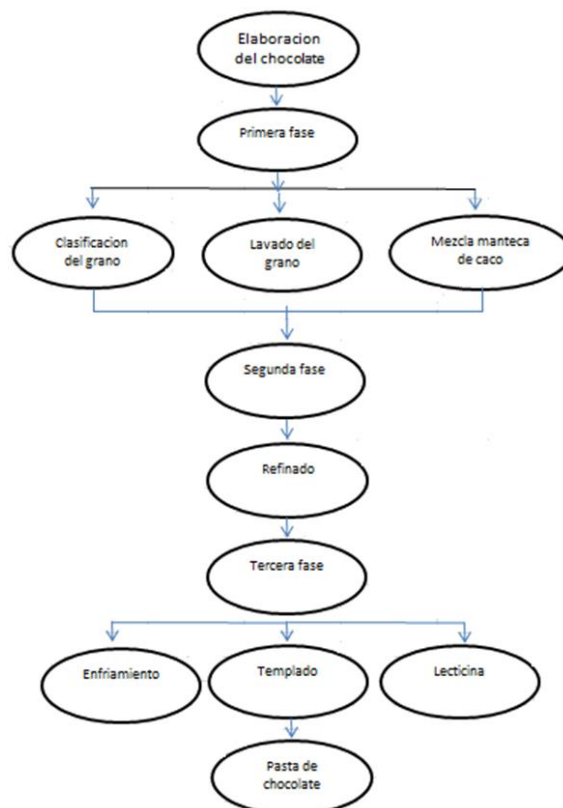 Elaboracion
del chocolate
Primera fase
Clasificacion
del grano
Lavado del
grano
Mezcla manteca
de caco
Segunda fase
Refinado
Tercera fase
Enfriamiento
Templado
Lecticina
Pasta de
chocolate